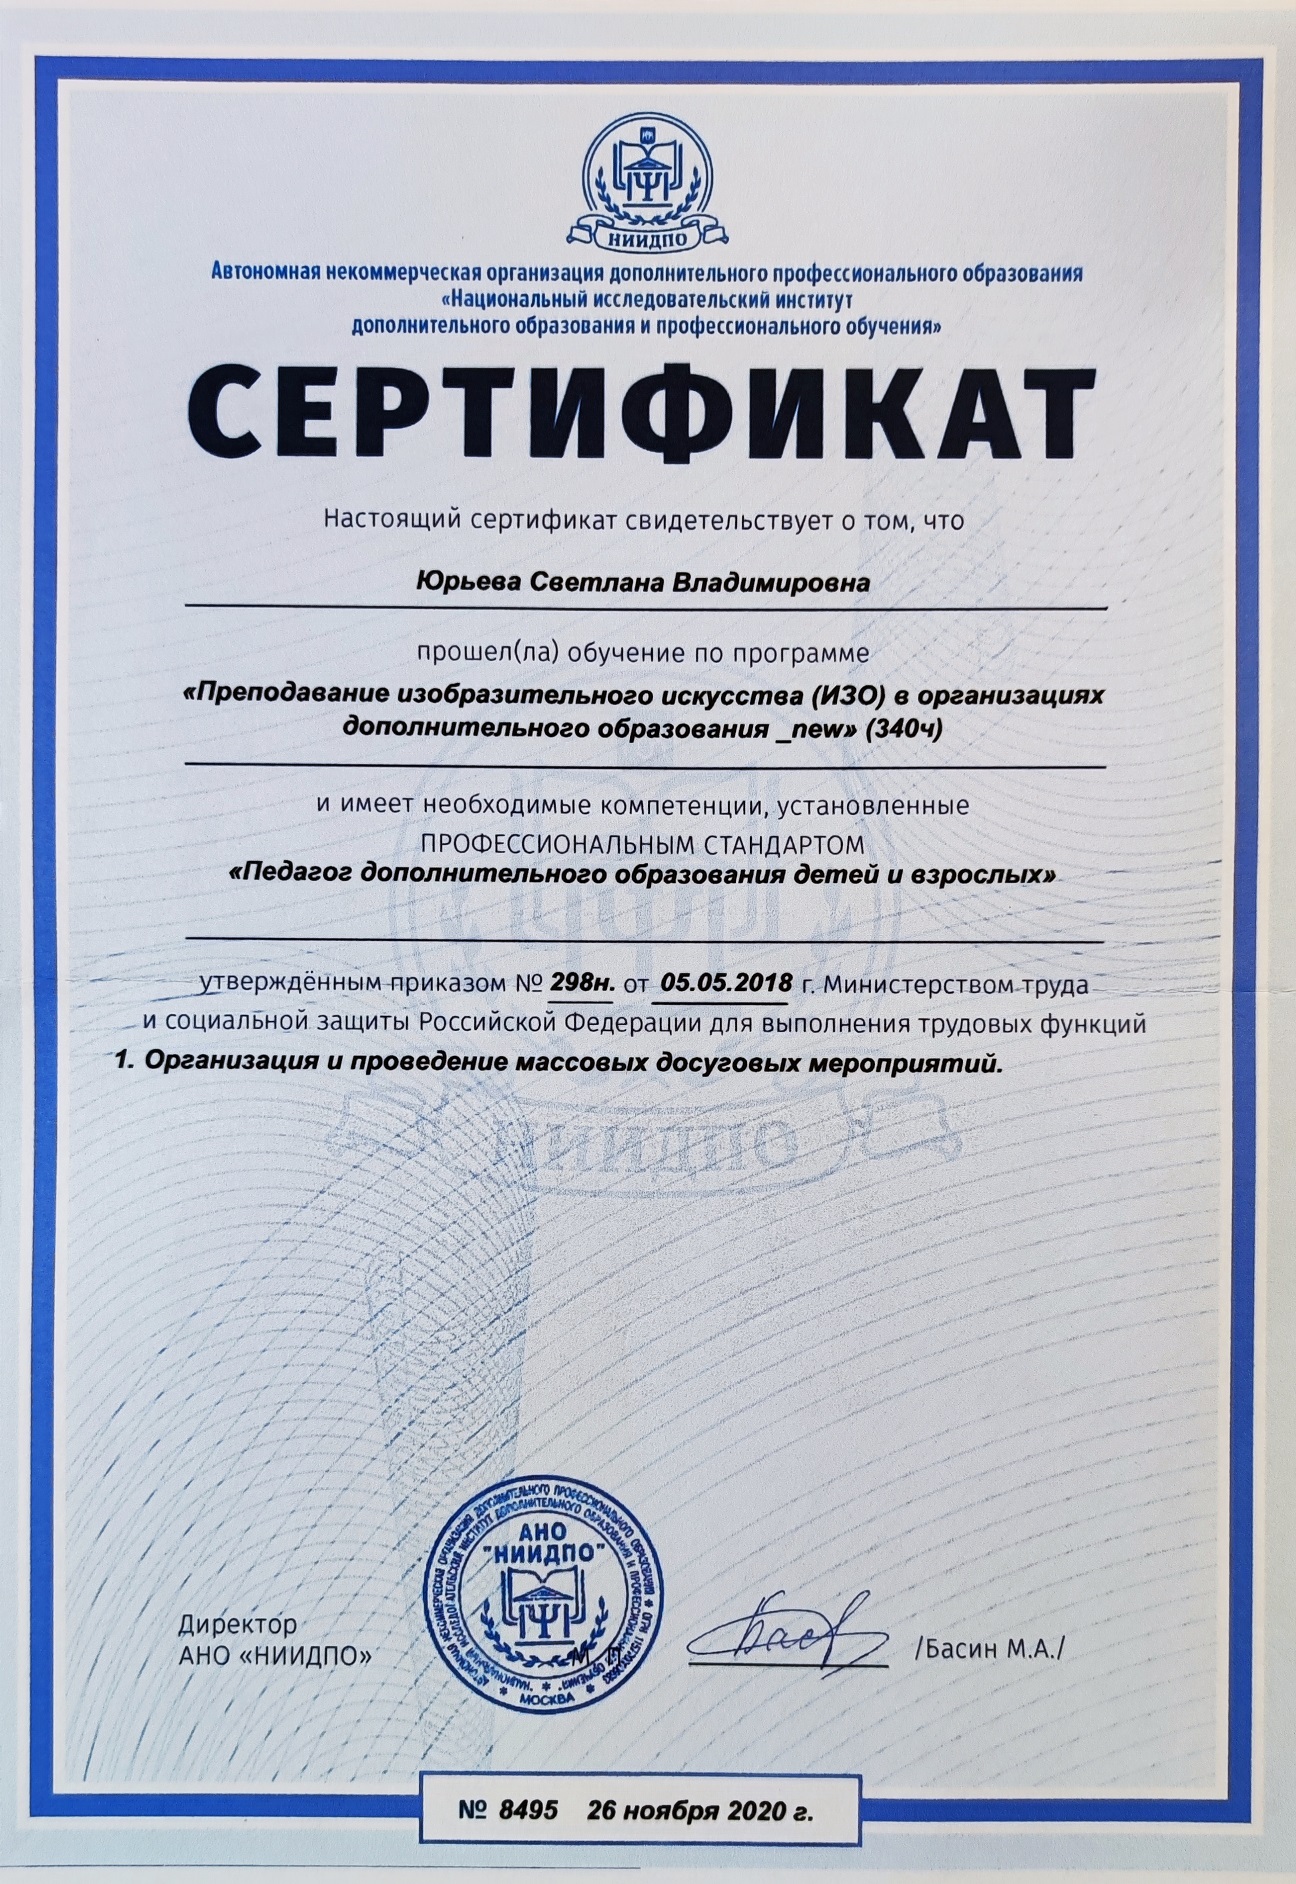 НИИДПО
Автономная некоммерческая организация дополнительного профессионального образования
«Национальный исследовательский институт
дополнительного образования и профессионального обучения»
СЕРТИФИКАТ
Настоящий сертификат свидетельствует о том, что
Юрьева Светлана Владимировна
прошел(ла) обучение по программе
«Преподавание изобразительного искусства (ИЗО) в организациях
дополнительного образования _new» (340ч)
и имеет необходимые компетенции, установленные
ПРОФЕССИОНАЛЬНЫМ СТАНДАРТОМ
«Педагог дополнительного образования детей и взрослых»
утверждённым приказом № 298н. от 05.05.2018 г. Министерством труда
и социальной защиты Российской Федерации для выполнения трудовых функций
1. Организация и проведение массовых досуговых мероприятий.
НИИДПО
АНО
"НИИДПО"
МОСКВА
Директор
АНО «НИИДПО»
/Басин М.А./
№ 8495 26 ноября 2020 г.